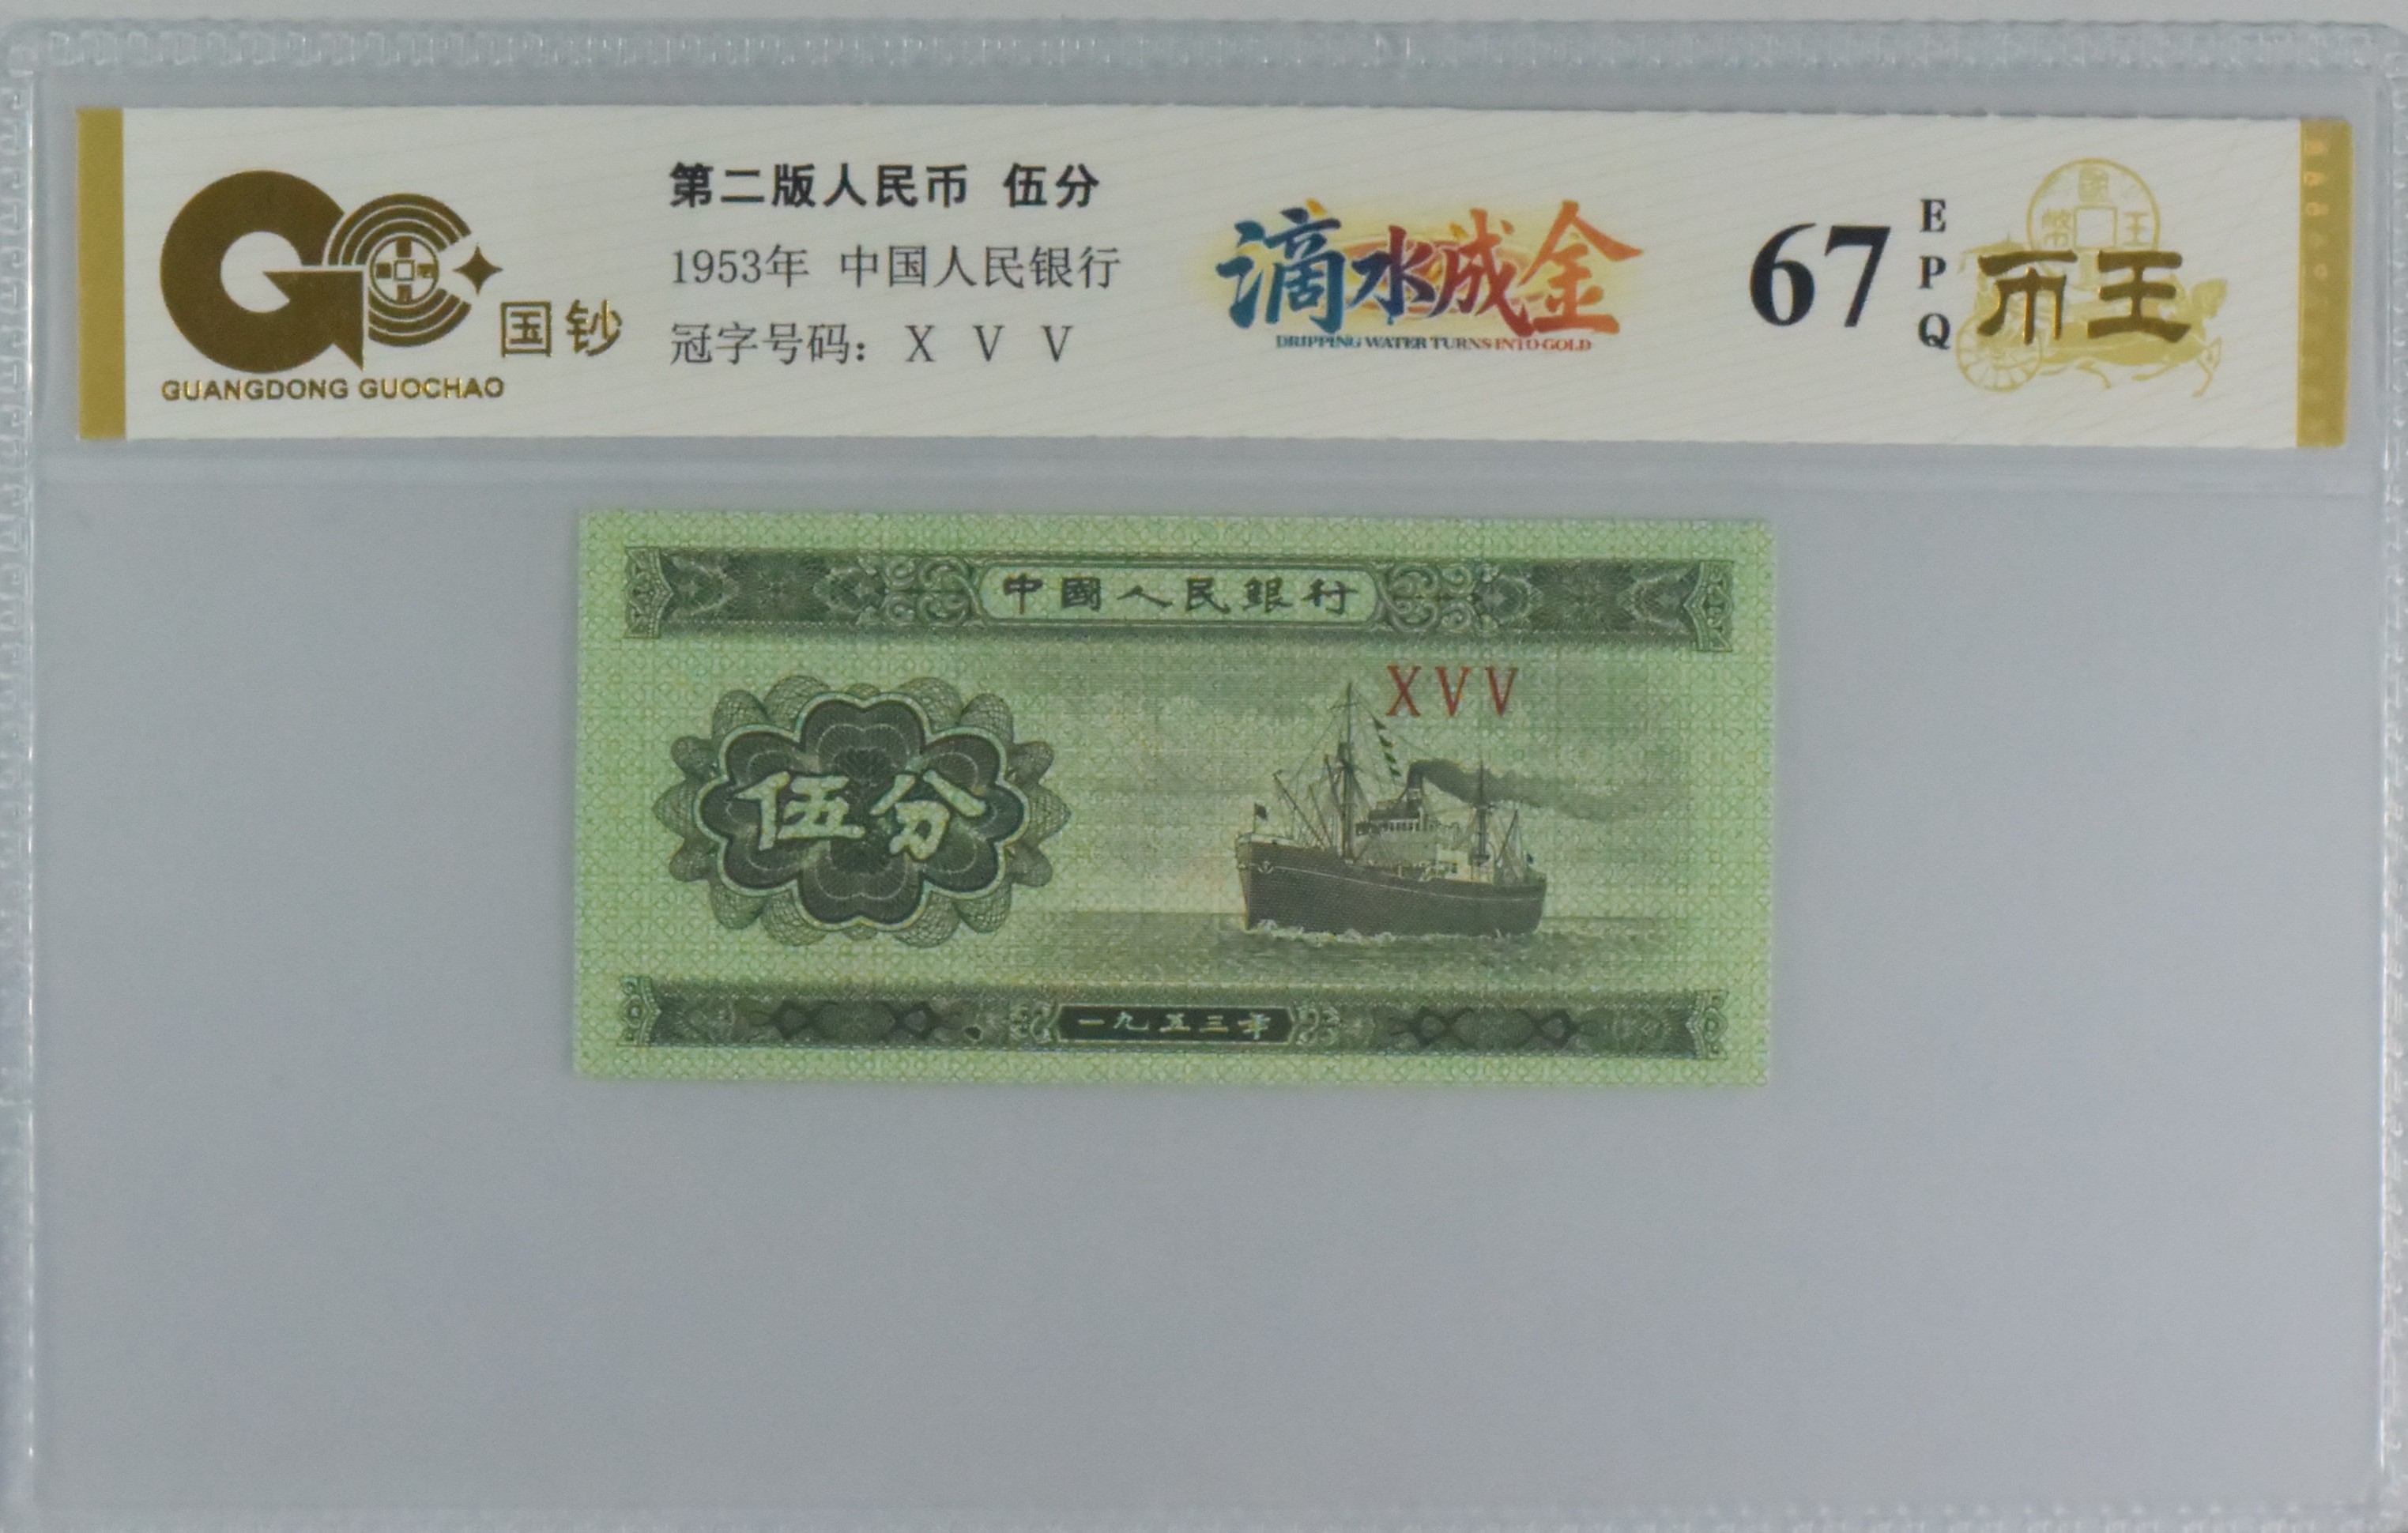 国钞
GUANGDONG GUOCHAO
第二版人民币 伍分
1953年 中国人民银行
冠字号码： X V V
滴水成金
DRIPPING WATER TURNS INTO GOLD
67
E
P
Q
币王
中國人民銀行
XVV
伍分
一九五三年